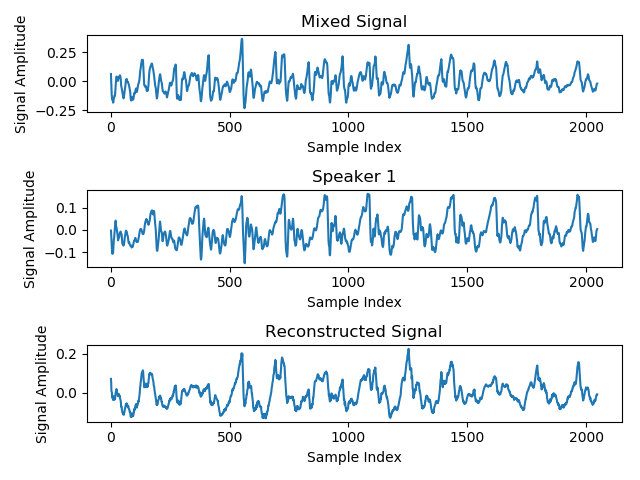 Mixed Signal
Signal Amplitude
0.25
0.00
−0.25
0 500 1000 1500 2000
Sample Index
Speaker 1
Signal Amplitude
0.1
0.0
−0.1
0 500 1000 1500 2000
Sample Index
Reconstructed Signal
Signal Amplitude
0.2
0.0
0 500 1000 1500 2000
Sample Index